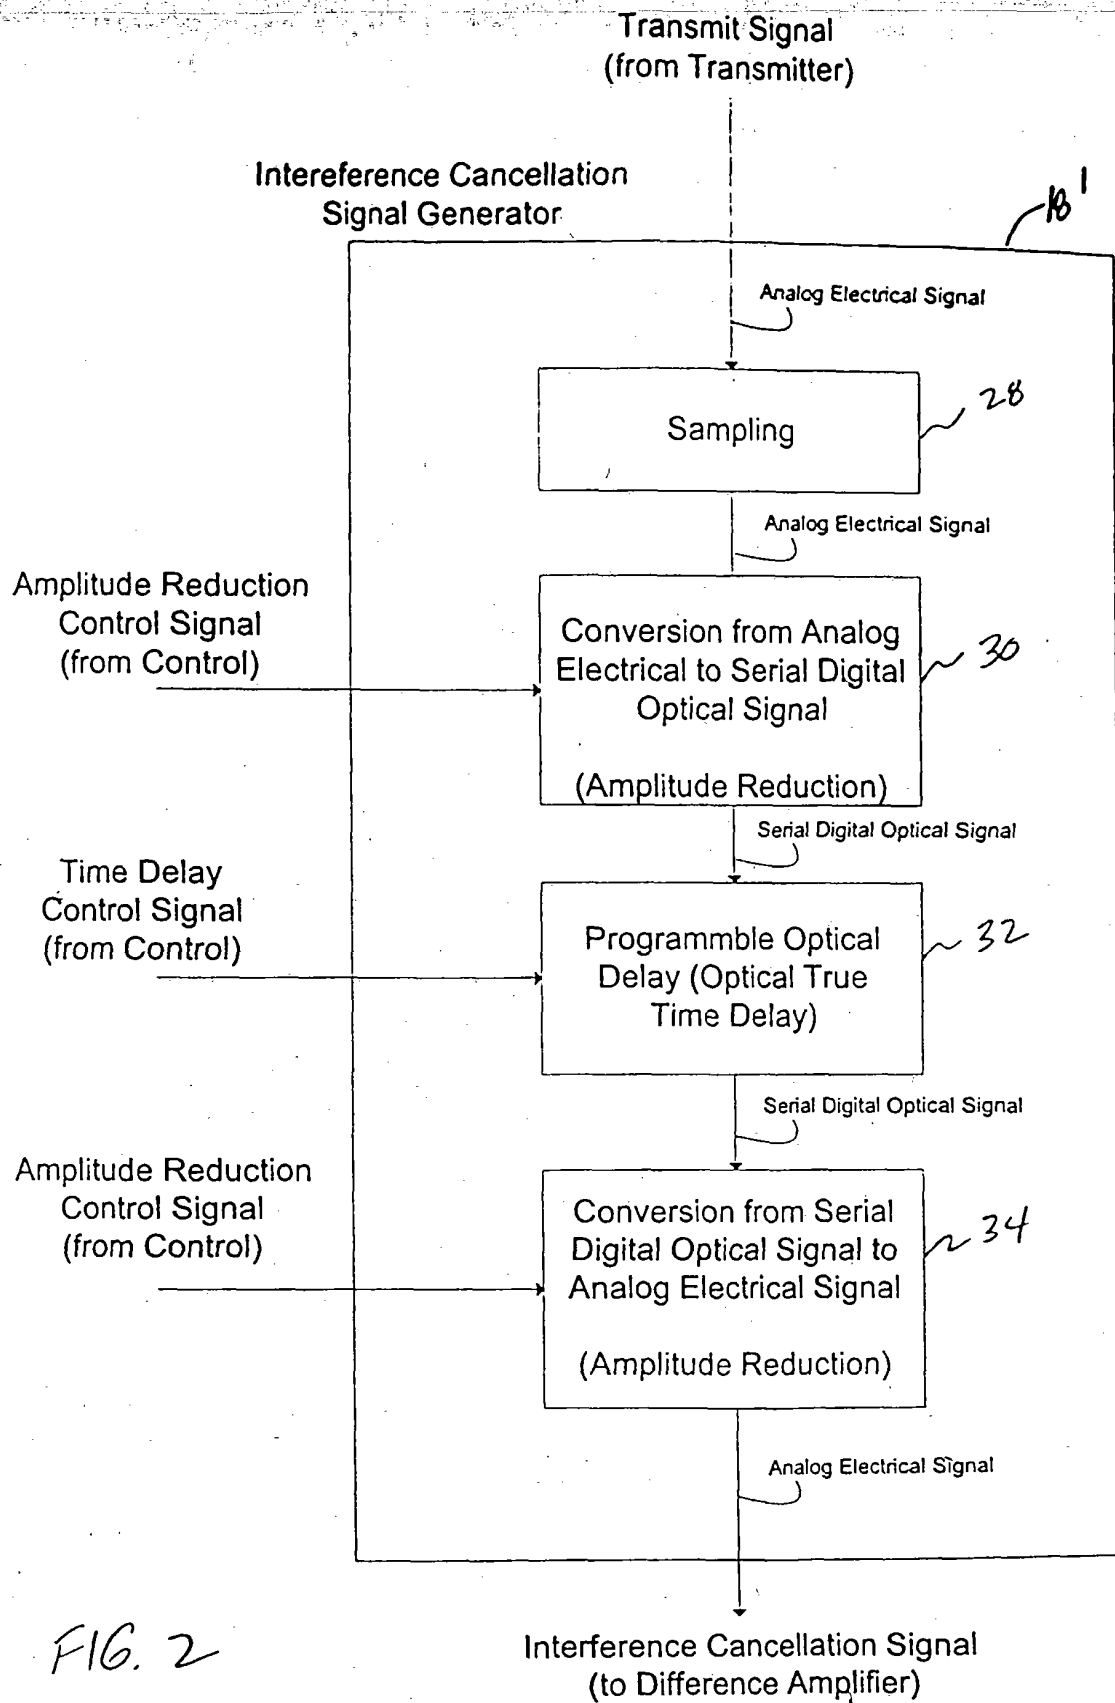 Transmit Signal
(from Transmitter)
Intereference Cancellation
Signal Generator
18'
Analog Electrical Signal
Sampling
28
Analog Electrical Signal
Amplitude Reduction
Control Signal
(from Control)
Conversion from Analog
Electrical to Serial Digital
Optical Signal
(Amplitude Reduction)
30
Serial Digital Optical Signal
Time Delay
Control Signal
(from Control)
Programmble Optical
Delay (Optical True
Time Delay)
32
Serial Digital Optical Signal
Amplitude Reduction
Control Signal
(from Control)
Conversion from Serial
Digital Optical Signal to
Analog Electrical Signal
(Amplitude Reduction)
34
Analog Electrical Signal
FIG. 2
Interference Cancellation Signal
(to Difference Amplifier)